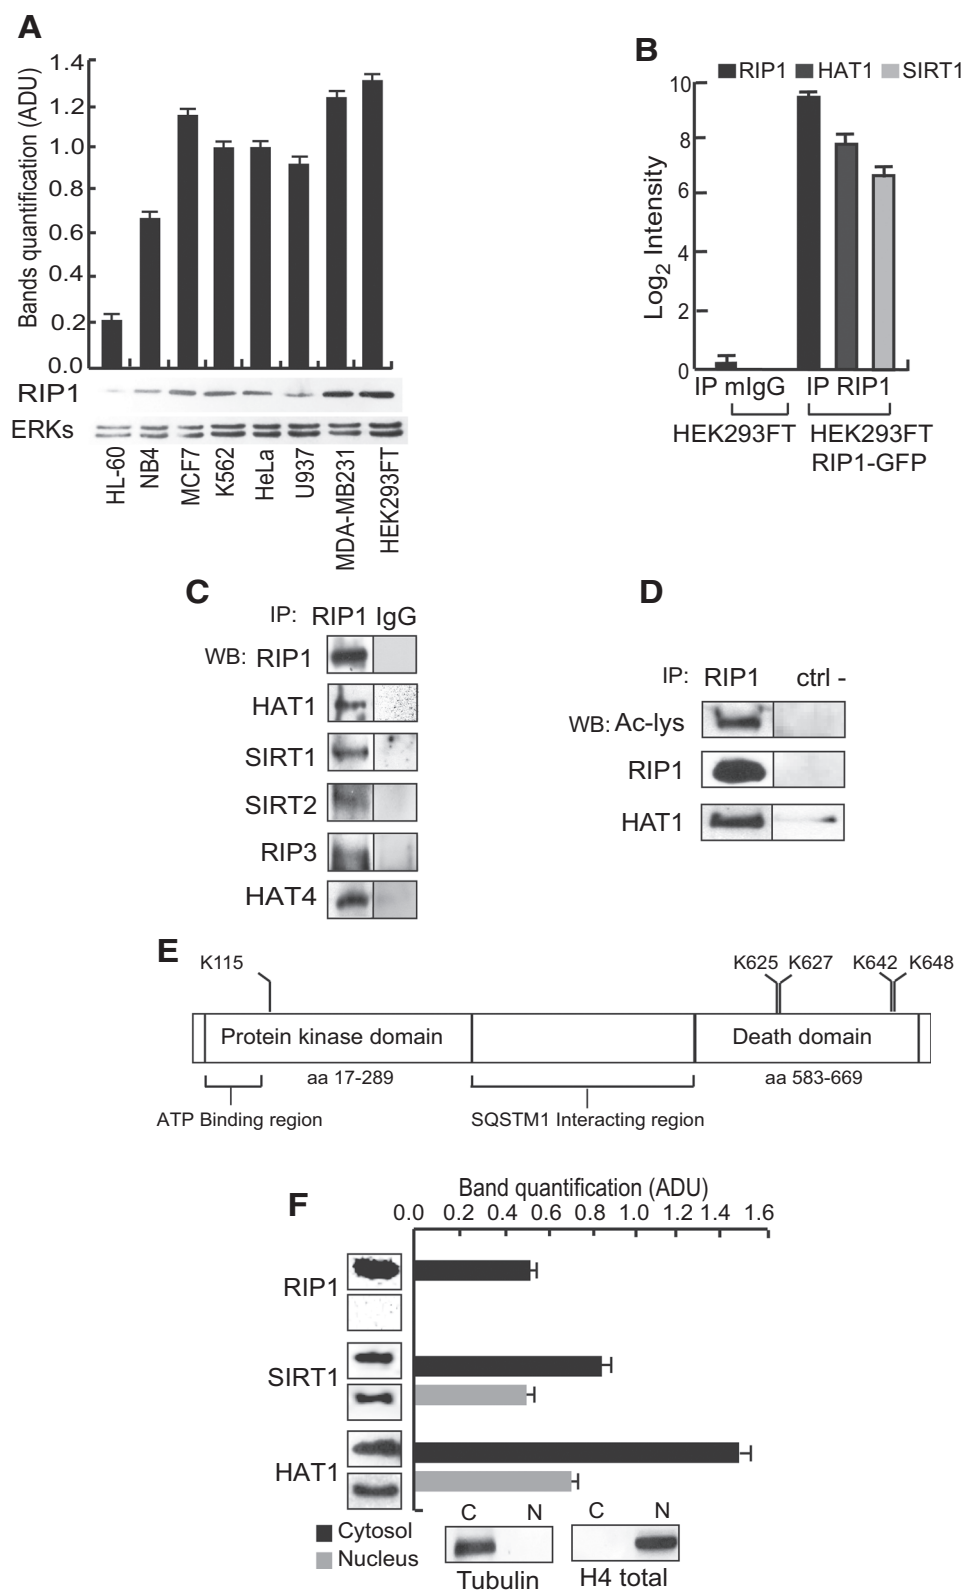 A
Bands quantification (ADU)
1.4
1.2
1.0
0.8
0.6
0.4
0.2
0.0
RIP1
ERKs
HL-60
NB4
MCF7
K562
HeLa
U937
MDA-MB231
HEK293FT
B
RIP1 HAT1 SIRT1
Log2 Intensity
10
8
6
4
2
0
IP mIgG IP RIP1
HEK293FT HEK293FT
RIP1-GFP
C
IP: RIP1 IgG
WB: RIP1
HAT1
SIRT1
SIRT2
RIP3
HAT4
D
IP: RIP1 ctrl -
WB: Ac-lys
RIP1
HAT1
E
K115 K625 K627 K642 K648
Protein kinase domain Death domain
aa 17-289 aa 583-669
ATP Binding region SQSTM1 Interacting region
F
Band quantification (ADU)
0.0 0.2 0.4 0.6 0.8 1.0 1.2 1.4 1.6
RIP1
SIRT1
HAT1
Cytosol
Nucleus
C N C N
Tubulin H4 total